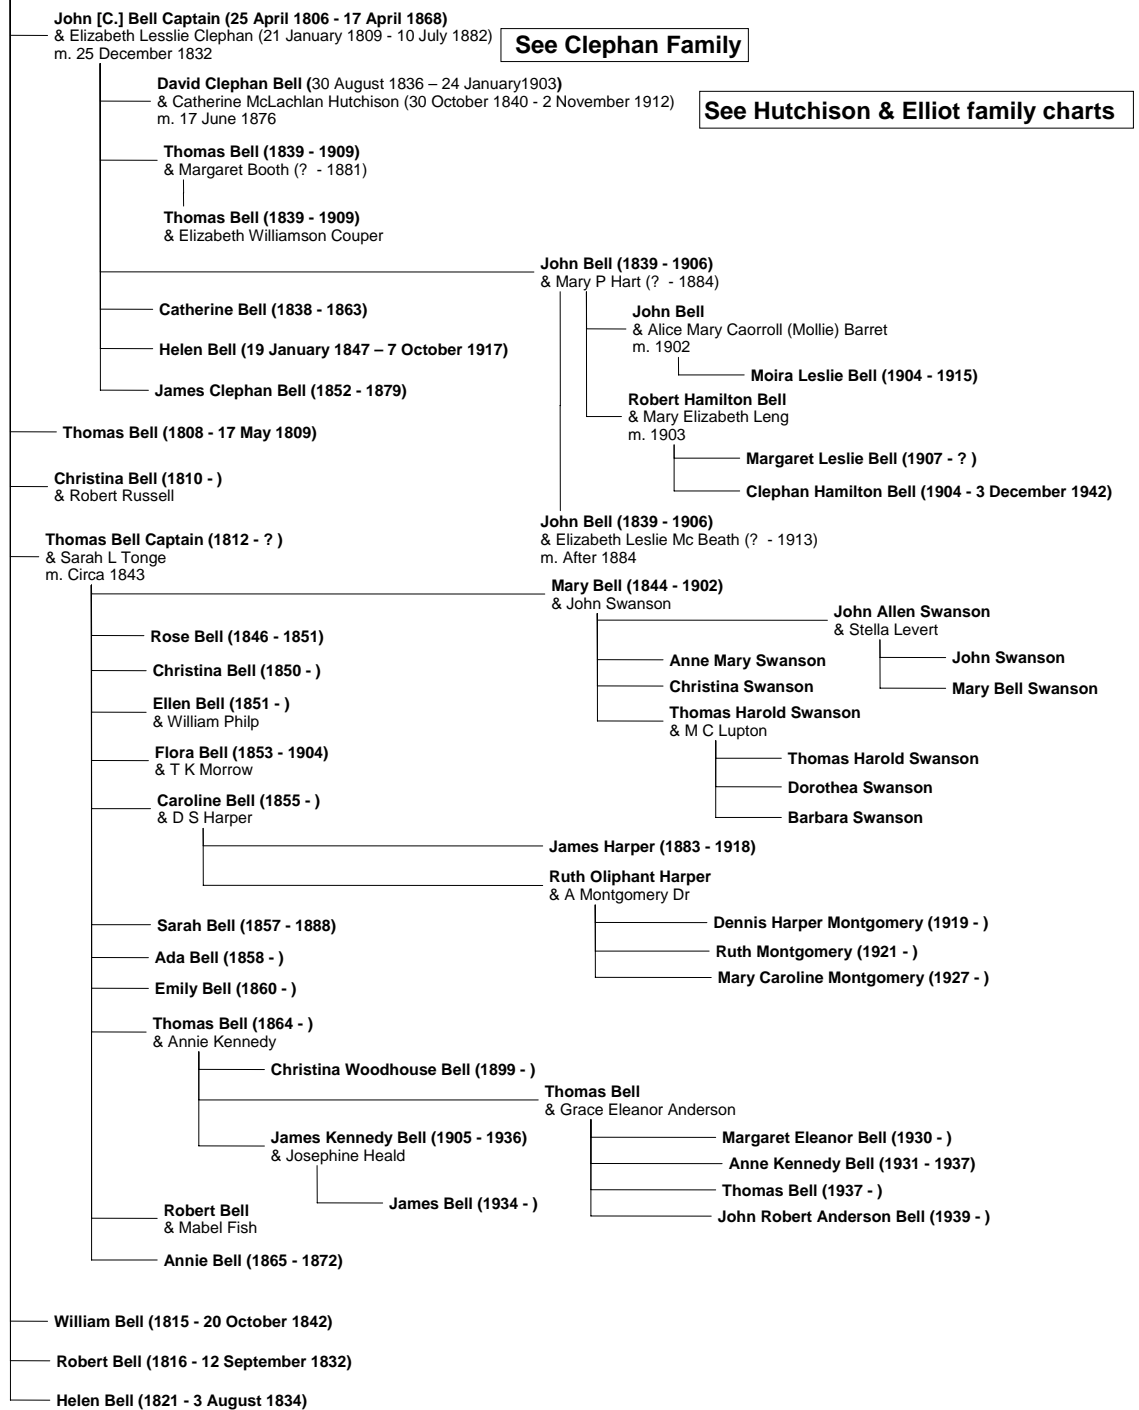 John [C.] Bell Captain (25 April 1806 - 17 April 1868)
& Elizabeth Lesslie Clephan (21 January 1809 - 10 July 1882)
m. 25 December 1832
See Clephan Family
David Clephan Bell (30 August 1836 – 24 January1903)
& Catherine McLachlan Hutchison (30 October 1840 - 2 November 1912)
m. 17 June 1876
See Hutchison & Elliot family charts
Thomas Bell (1839 - 1909)
& Margaret Booth (? - 1881)
Thomas Bell (1839 - 1909)
& Elizabeth Williamson Couper
John Bell (1839 - 1906)
& Mary P Hart (? - 1884)
Catherine Bell (1838 - 1863)
John Bell
& Alice Mary Caorroll (Mollie) Barret
m. 1902
Helen Bell (19 January 1847 – 7 October 1917)
Moira Leslie Bell (1904 - 1915)
James Clephan Bell (1852 - 1879)
Robert Hamilton Bell
& Mary Elizabeth Leng
m. 1903
Thomas Bell (1808 - 17 May 1809)
Margaret Leslie Bell (1907 - ? )
Christina Bell (1810 - )
& Robert Russell
Clephan Hamilton Bell (1904 - 3 December 1942)
John Bell (1839 - 1906)
& Elizabeth Leslie Mc Beath (? - 1913)
m. After 1884
Thomas Bell Captain (1812 - ? )
& Sarah L Tonge
m. Circa 1843
Mary Bell (1844 - 1902)
& John Swanson
John Allen Swanson
& Stella Levert
Rose Bell (1846 - 1851)
John Swanson
Anne Mary Swanson
Christina Bell (1850 - )
Christina Swanson
Mary Bell Swanson
Ellen Bell (1851 - )
& William Philp
Thomas Harold Swanson
& M C Lupton
Flora Bell (1853 - 1904)
& T K Morrow
Thomas Harold Swanson
Dorothea Swanson
Caroline Bell (1855 - )
& D S Harper
Barbara Swanson
James Harper (1883 - 1918)
Ruth Oliphant Harper
& A Montgomery Dr
Sarah Bell (1857 - 1888)
Dennis Harper Montgomery (1919 - )
Ada Bell (1858 - )
Ruth Montgomery (1921 - )
Mary Caroline Montgomery (1927 - )
Emily Bell (1860 - )
Thomas Bell (1864 - )
& Annie Kennedy
Christina Woodhouse Bell (1899 - )
Thomas Bell
& Grace Eleanor Anderson
James Kennedy Bell (1905 - 1936)
& Josephine Heald
Margaret Eleanor Bell (1930 - )
Anne Kennedy Bell (1931 - 1937)
Thomas Bell (1937 - )
James Bell (1934 - )
John Robert Anderson Bell (1939 - )
Robert Bell
& Mabel Fish
Annie Bell (1865 - 1872)
William Bell (1815 - 20 October 1842)
Robert Bell (1816 - 12 September 1832)
Helen Bell (1821 - 3 August 1834)